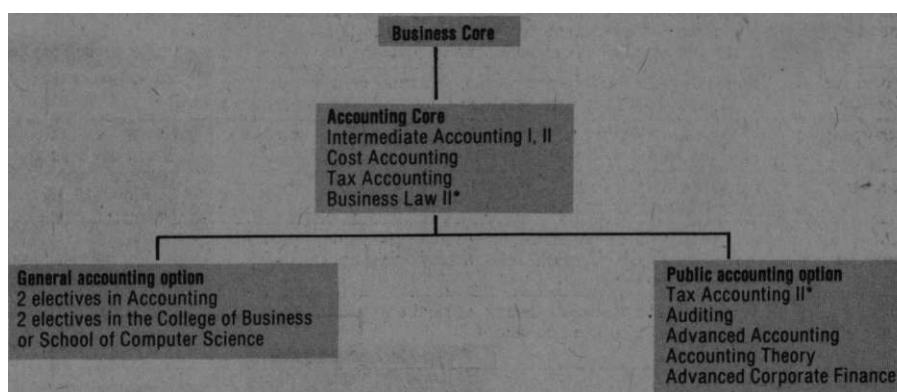 Business Core
Accounting Core
Intermediate Accounting I, II
Cost Accounting
Tax Accounting
Business Law II*
General accounting option
2 electives in Accounting
2 electives in the College of Business
or School of Computer Science
Public accounting option
Tax Accounting II*
Auditing
Advanced Accounting
Accounting Theory
Advanced Corporate Finance